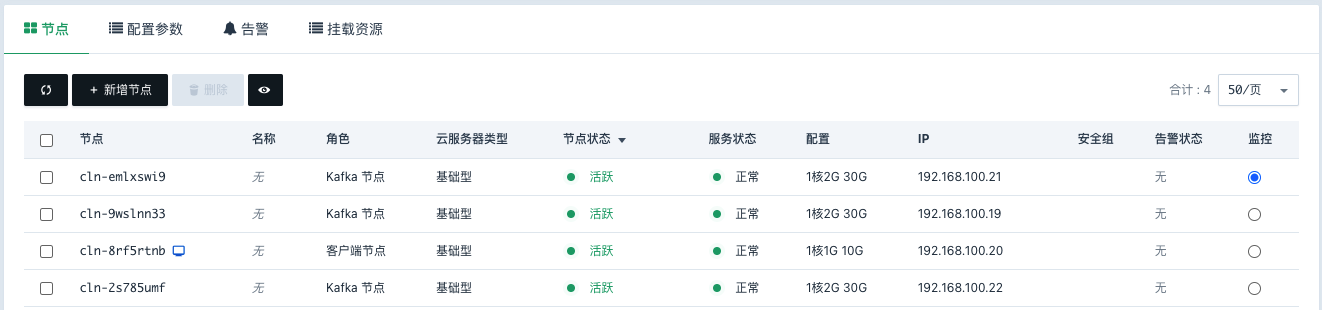 节点 配置参数 告警 挂载资源
+ 新增节点 删除 合计 : 4 50/页
节点 名称 角色 云服务器类型 节点状态 服务状态 配置 IP 安全组 告警状态 监控
cln-emlxswi9 无 Kafka 节点 基础型 活跃 正常 1核2G 30G 192.168.100.21 无
cln-9wslnn33 无 Kafka 节点 基础型 活跃 正常 1核2G 30G 192.168.100.19 无
cln-8rf5rtnb 无 客户端节点 基础型 活跃 正常 1核1G 10G 192.168.100.20 无
cln-2s785umf 无 Kafka 节点 基础型 活跃 正常 1核2G 30G 192.168.100.22 无